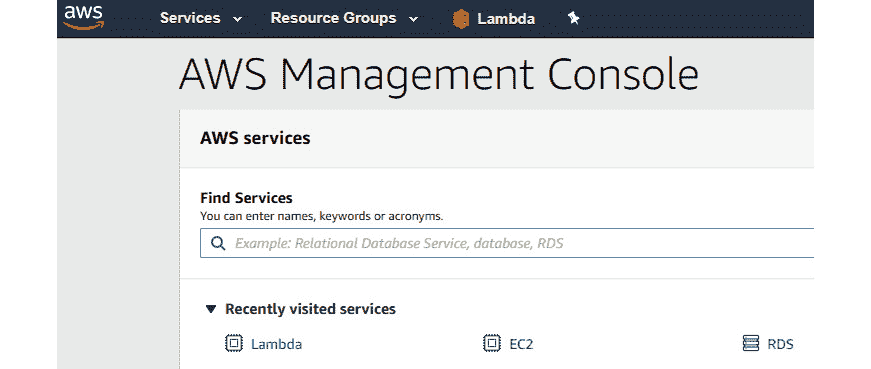 aws Services Resource Groups Lambda
AWS Management Console
AWS services
Find Services
You can enter names, keywords or acronyms.
Example: Relational Database Service, database, RDS
Recently visited services
Lambda EC2 RDS